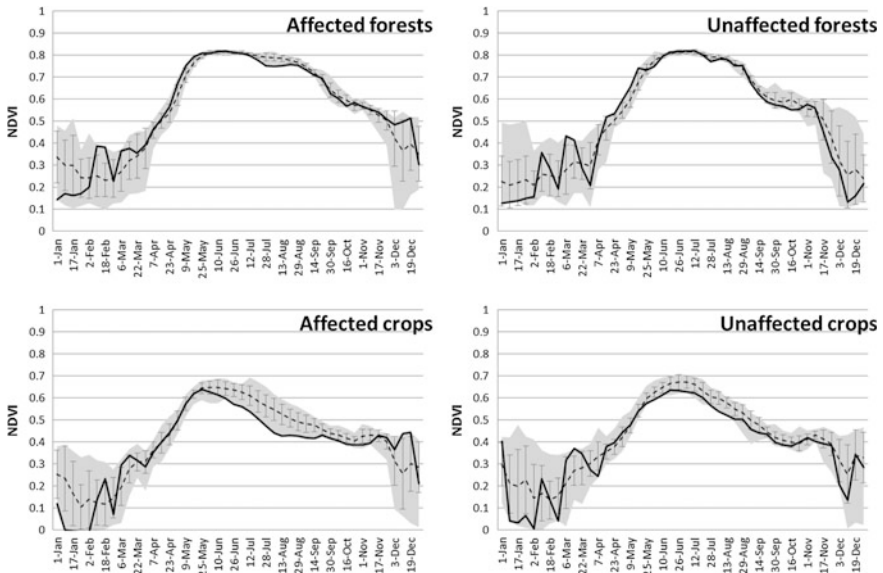 Affected forests
NDVI
1
0.9
0.8
0.7
0.6
0.5
0.4
0.3
0.2
0.1
0
1-Jan
17-Jan
2-Feb
18-Feb
6-Mar
22-Mar
7-Apr
23-Apr
9-May
25-May
10-Jun
26-Jun
12-Jul
28-Jul
13-Aug
29-Aug
14-Sep
30-Sep
16-Oct
1-Nov
17-Nov
3-Dec
19-Dec
Unaffected forests
NDVI
1
0.9
0.8
0.7
0.6
0.5
0.4
0.3
0.2
0.1
0
1-Jan
17-Jan
2-Feb
18-Feb
6-Mar
22-Mar
7-Apr
23-Apr
9-May
25-May
10-Jun
26-Jun
12-Jul
28-Jul
13-Aug
29-Aug
14-Sep
30-Sep
16-Oct
1-Nov
17-Nov
3-Dec
19-Dec
Affected crops
NDVI
1
0.9
0.8
0.7
0.6
0.5
0.4
0.3
0.2
0.1
0
1-Jan
17-Jan
2-Feb
18-Feb
6-Mar
22-Mar
7-Apr
23-Apr
9-May
25-May
10-Jun
26-Jun
12-Jul
28-Jul
13-Aug
29-Aug
14-Sep
30-Sep
16-Oct
1-Nov
17-Nov
3-Dec
19-Dec
Unaffected crops
NDVI
1
0.9
0.8
0.7
0.6
0.5
0.4
0.3
0.2
0.1
0
1-Jan
17-Jan
2-Feb
18-Feb
6-Mar
22-Mar
7-Apr
23-Apr
9-May
25-May
10-Jun
26-Jun
12-Jul
28-Jul
13-Aug
29-Aug
14-Sep
30-Sep
16-Oct
1-Nov
17-Nov
3-Dec
19-Dec